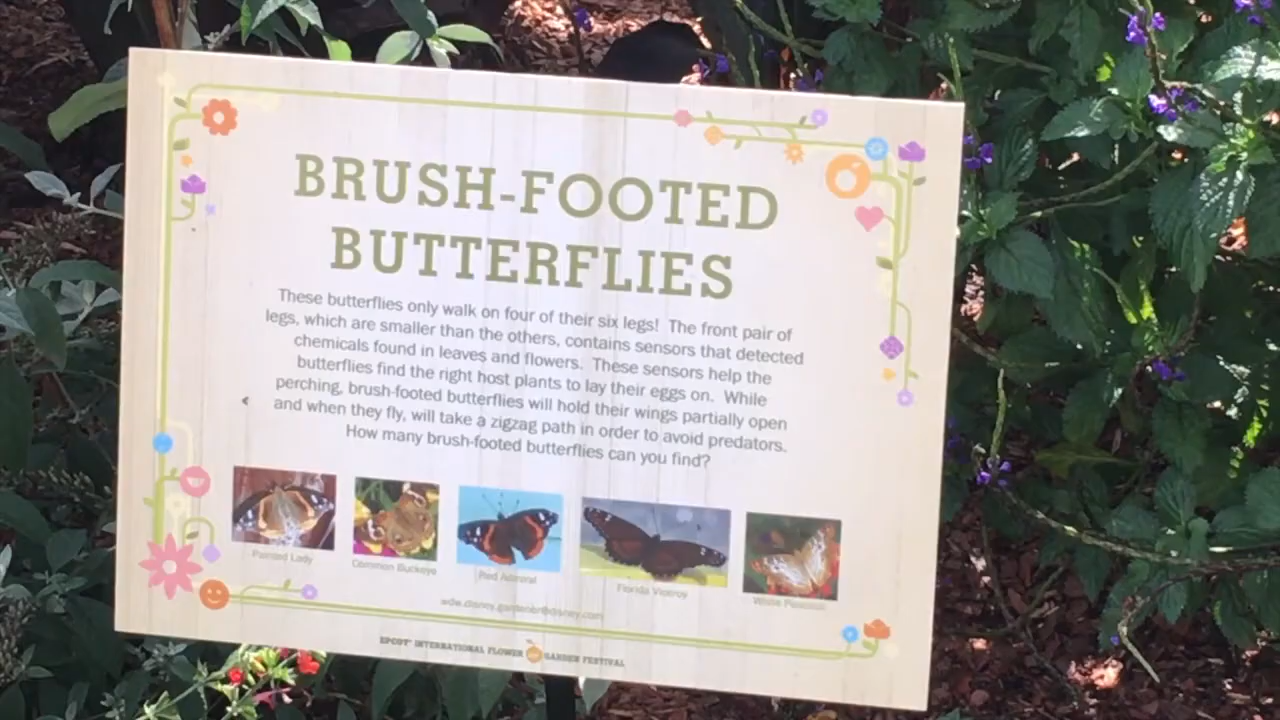 BRUSH-FOOTED
BUTTERFLIES
These butterflies only walk on four of their six legs! The front pair of
legs, which are smaller than the others, contains sensors that detected
chemicals found in leaves and flowers. These sensors help the
butterflies find the right host plants to lay their eggs on. While
perching, brush-footed butterflies will hold their wings partially open
and when they fly, will take a zigzag path in order to avoid predators.
How many brush-footed butterflies can you find?
Painted Lady
Common Buckeye
Red Admiral
Florida Viceroy
White Peacock
wdw.disney.gardener@disney.com
EPCOT® INTERNATIONAL FLOWER GARDEN FESTIVAL